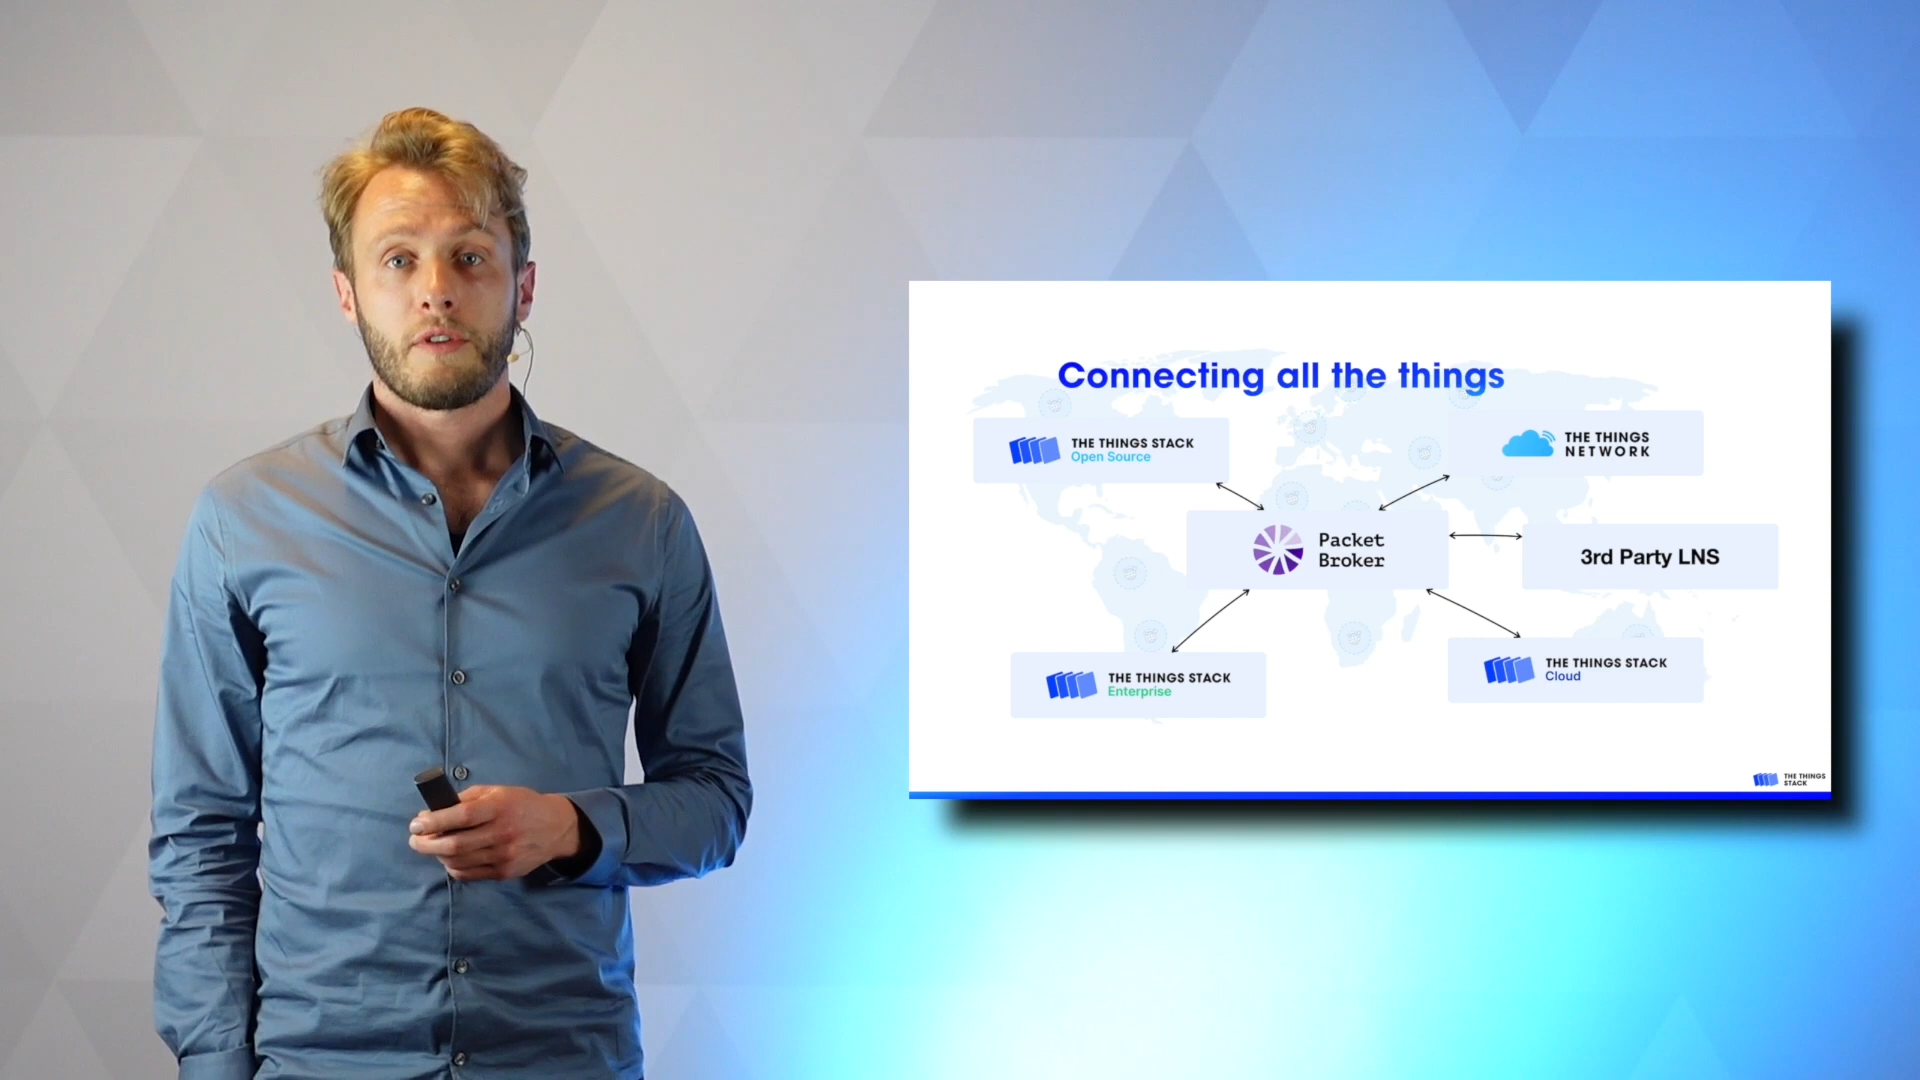 Connecting all the things
THE THINGS STACK
Open Source
THE THINGS
NETWORK
Packet
Broker
3rd Party LNS
THE THINGS STACK
Enterprise
THE THINGS STACK
Cloud
THE THINGS
STACK